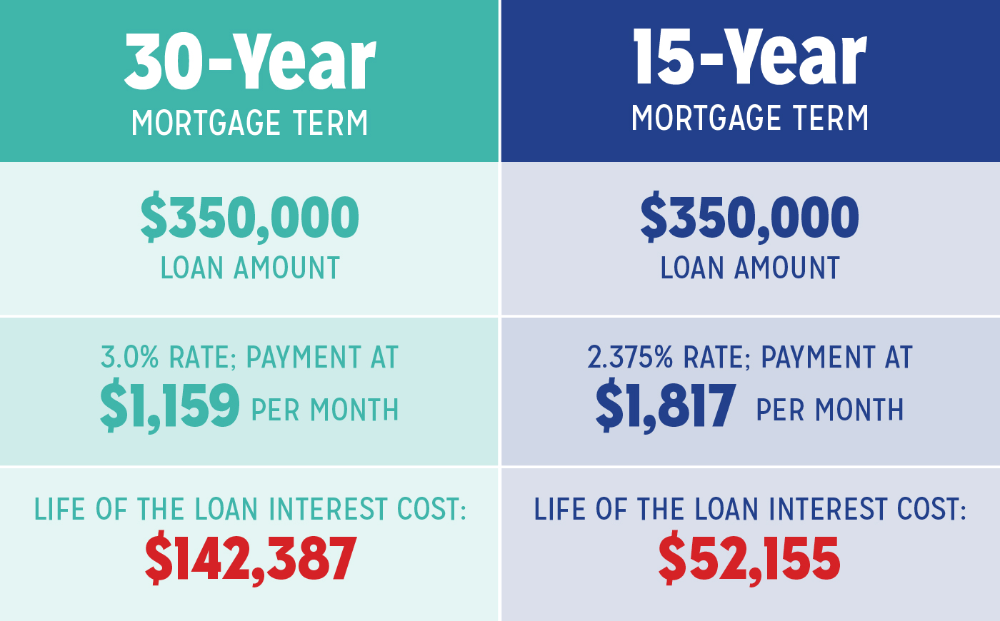 30-Year
MORTGAGE TERM
$350,000
LOAN AMOUNT
3.0% RATE; PAYMENT AT
$1,159 PER MONTH
LIFE OF THE LOAN INTEREST COST:
$142,387
15-Year
MORTGAGE TERM
$350,000
LOAN AMOUNT
2.375% RATE; PAYMENT AT
$1,817 PER MONTH
LIFE OF THE LOAN INTEREST COST:
$52,155